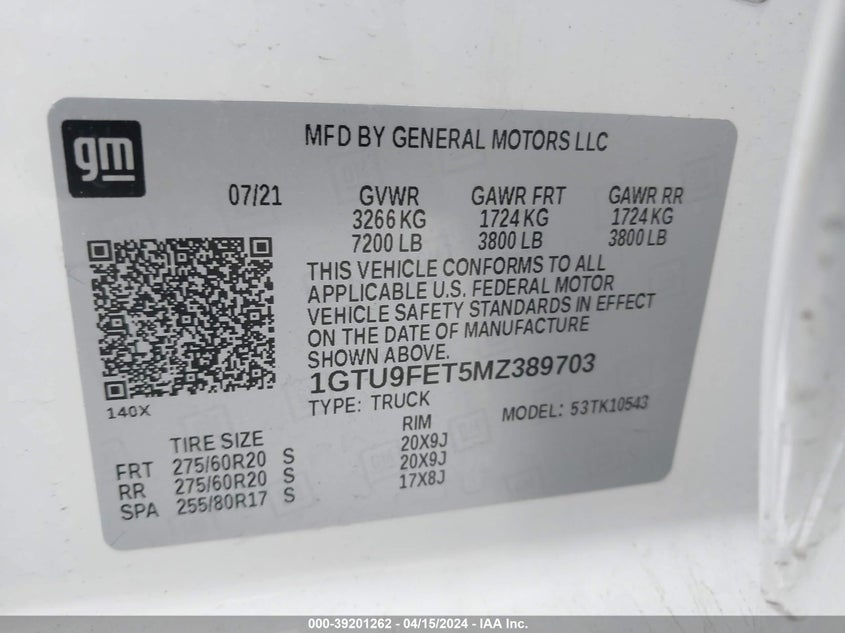 gm
MFD BY GENERAL MOTORS LLC
07/21 GVWR GAWR FRT GAWR RR
3266 KG 1724 KG 1724 KG
7200 LB 3800 LB 3800 LB
THIS VEHICLE CONFORMS TO ALL
APPLICABLE U.S. FEDERAL MOTOR
VEHICLE SAFETY STANDARDS IN EFFECT
ON THE DATE OF MANUFACTURE
SHOWN ABOVE.
1GTU9FET5MZ389703
140X
TYPE: TRUCK MODEL: 53TK10543
TIRE SIZE RIM
FRT 275/60R20 S 20X9J
RR 275/60R20 S 20X9J
SPA 255/80R17 S 17X8J
000-39201262 - 04/15/2024 - IAA Inc.